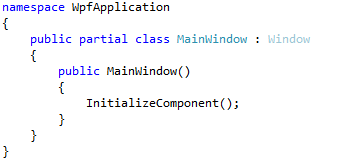 namespace WpfApplication
{
    public partial class MainWindow : Window
    {
        public MainWindow()
        {
            InitializeComponent();
        }
    }
}